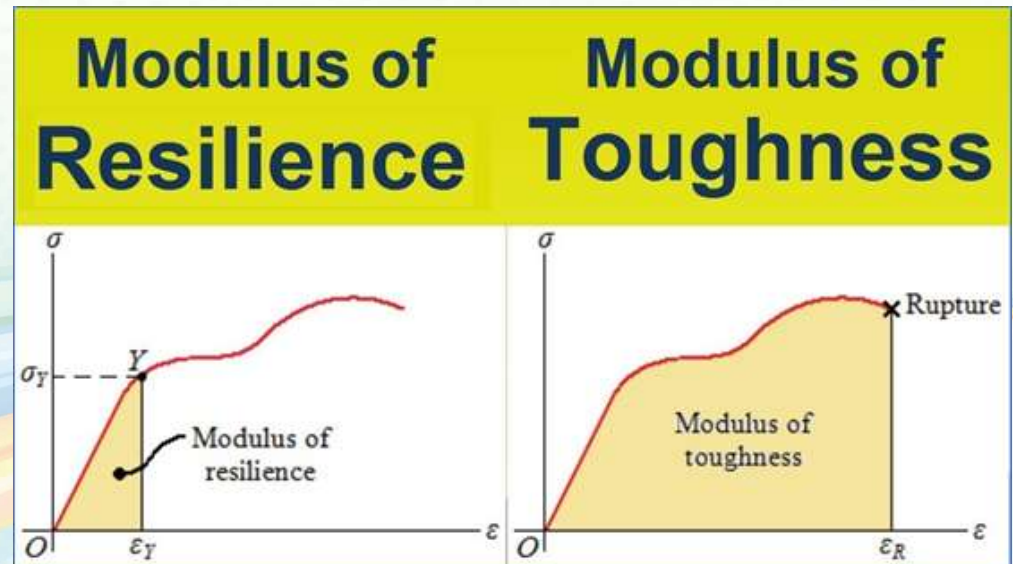 Modulus of
Resilience
Modulus of
Toughness
σ
Y
σY
Modulus of
resilience
O
εY
ε
σ
Rupture
Modulus of
toughness
O
εR
ε